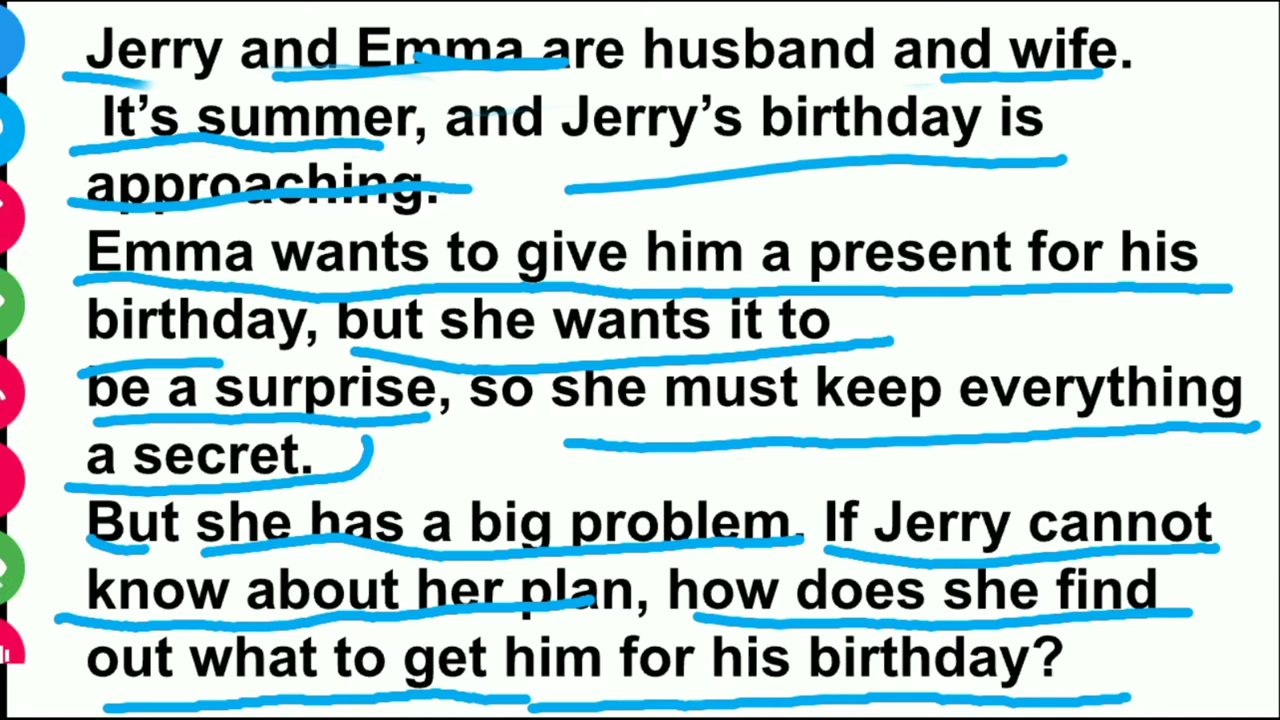 Jerry and Emma are husband and wife.
It’s summer, and Jerry’s birthday is
approaching.
Emma wants to give him a present for his
birthday, but she wants it to
be a surprise, so she must keep everything
a secret.
But she has a big problem. If Jerry cannot
know about her plan, how does she find
out what to get him for his birthday?